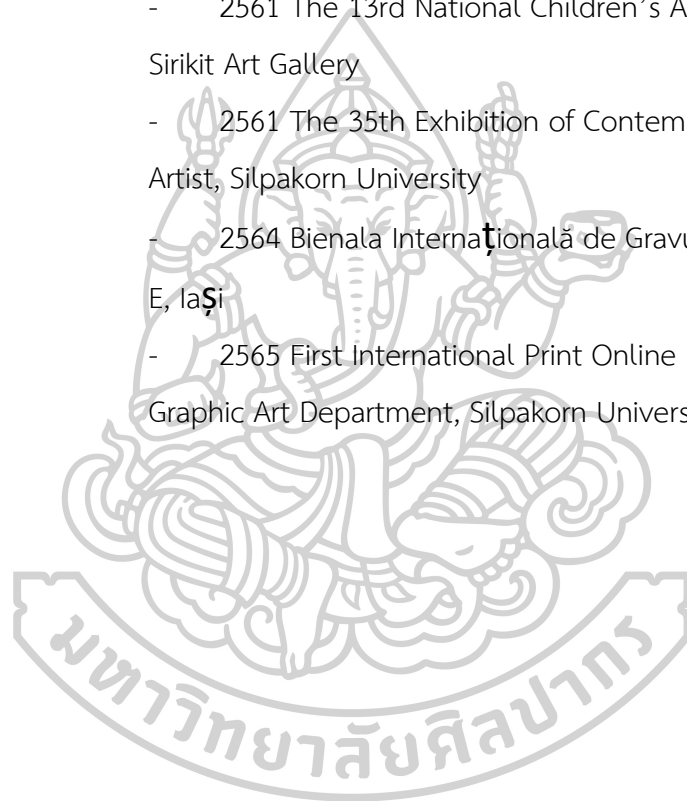 - 2561 The 13rd National Children's A
Sirikit Art Gallery
- 2561 The 35th Exhibition of Contem
Artist, Silpakorn University
- 2564 Bienala Internațională de Gravu
E, Iași
- 2565 First International Print Online
Graphic Art Department, Silpakorn Univers
มหาวิทยาลัยศิลปากร